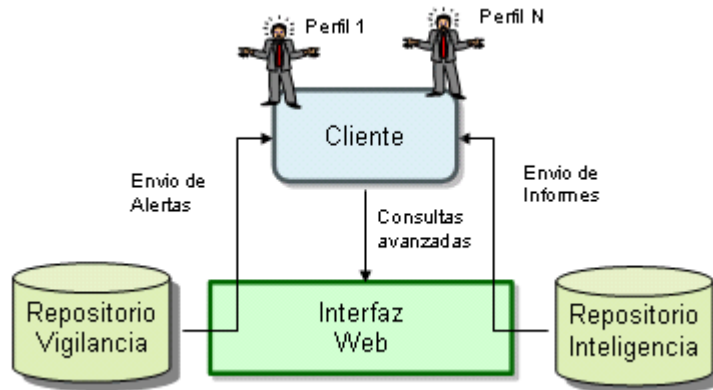 Perfil 1
Perfil N
Cliente
Envio de
Alertas
Envio de
Informes
Consultas
avanzadas
Repositorio
Vigilancia
Interfaz
Web
Repositorio
Inteligencia